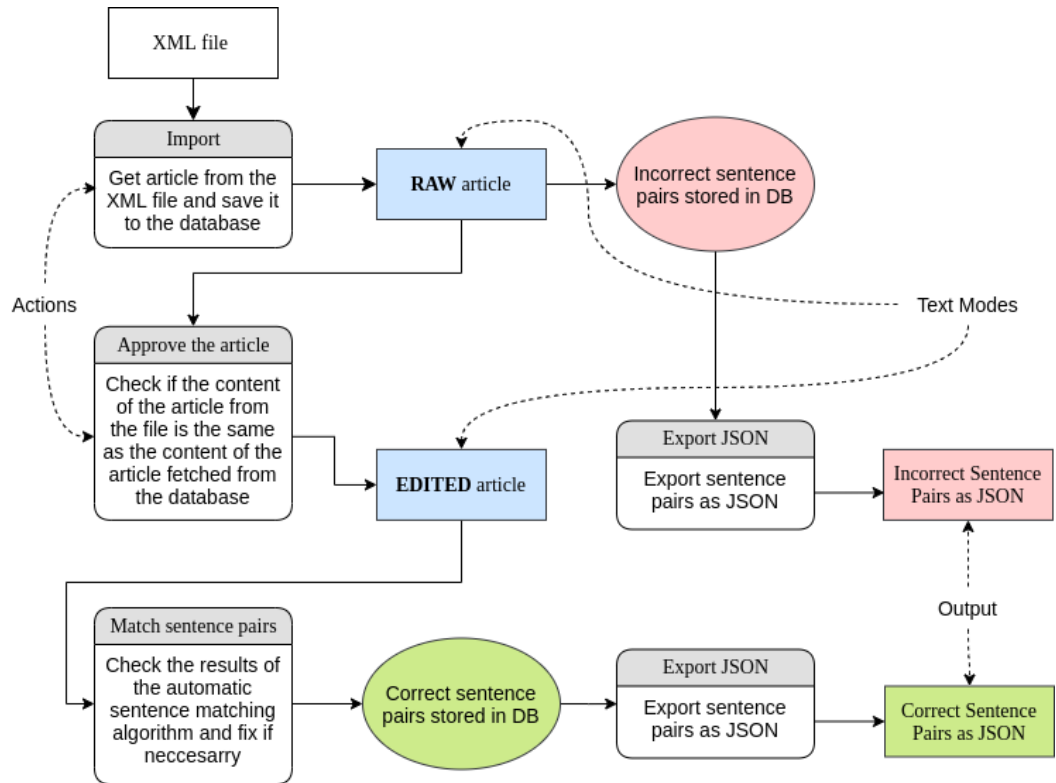 XML file
Import
Get article from the
XML file and save it
to the database
RAW article
Incorrect sentence
pairs stored in DB
Actions
Text Modes
Approve the article
Check if the content
of the article from
the file is the same
as the content of the
article fetched from
the database
EDITED article
Export JSON
Export sentence
pairs as JSON
Incorrect Sentence
Pairs as JSON
Output
Match sentence pairs
Check the results of
the automatic
sentence matching
algorithm and fix if
neccesarry
Correct sentence
pairs stored in DB
Export JSON
Export sentence
pairs as JSON
Correct Sentence
Pairs as JSON